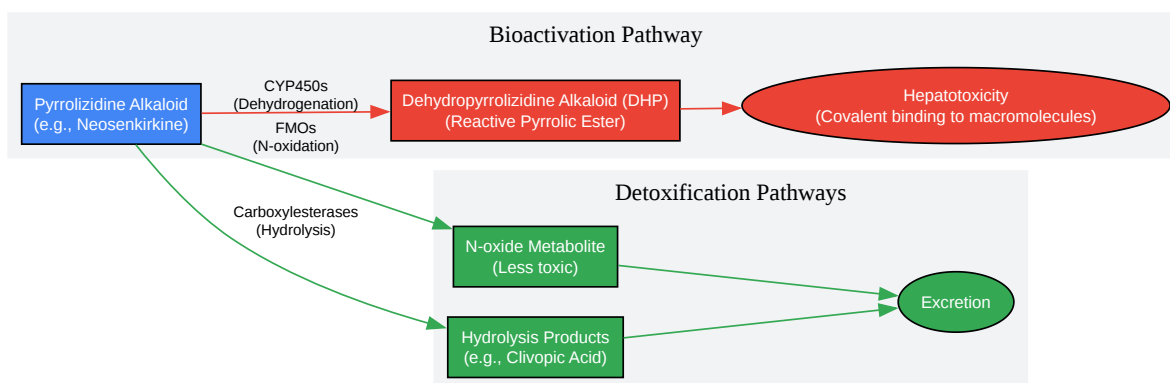 Bioactivation Pathway
Pyrrolizidine Alkaloid
(e.g., Neosenkirkine)
CYP450s
(Dehydrogenation)
FMOs
(N-oxidation)
Dehydropyrrolizidine Alkaloid (DHP)
(Reactive Pyrrolic Ester)
Hepatotoxicity
(Covalent binding to macromolecules)
Carboxylesterases
(Hydrolysis)
Detoxification Pathways
N-oxide Metabolite
(Less toxic)
Hydrolysis Products
(e.g., Clivopic Acid)
Excretion